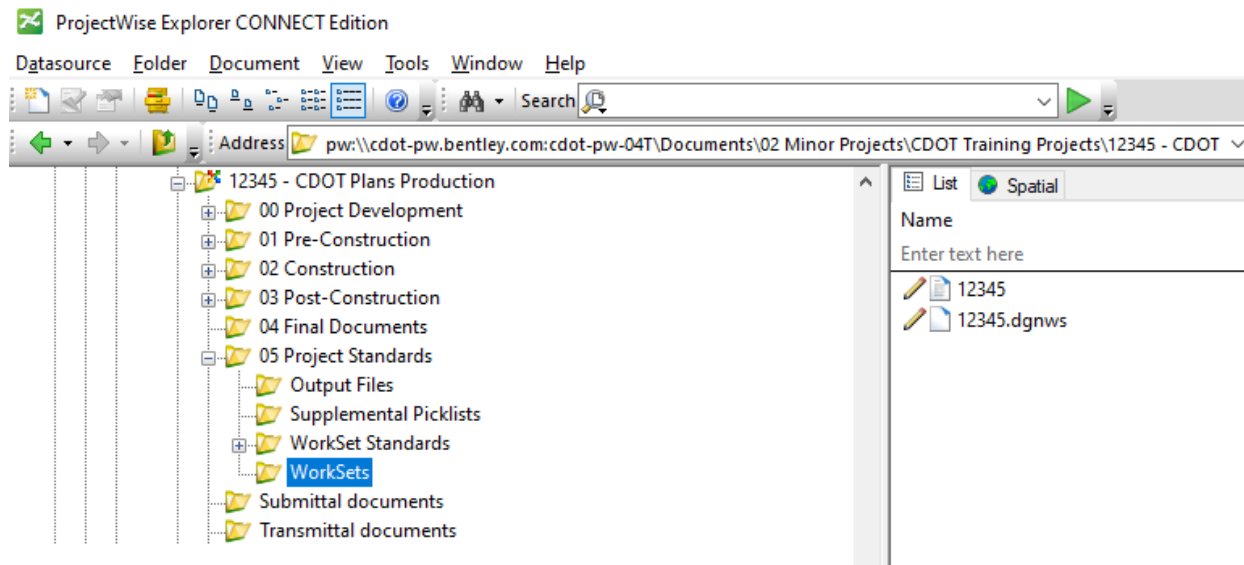 ProjectWise Explorer CONNECT Edition
Datasource Folder Document View Tools Window Help
Search
Address pw:\\cdot-pw.bentley.com:cdot-pw-04T\Documents\02 Minor Projects\CDOT Training Projects\12345 - CDOT
12345 - CDOT Plans Production
00 Project Development
01 Pre-Construction
02 Construction
03 Post-Construction
04 Final Documents
05 Project Standards
Output Files
Supplemental Picklists
WorkSet Standards
WorkSets
Submittal documents
Transmittal documents
List Spatial
Name
Enter text here
12345
12345.dgnws